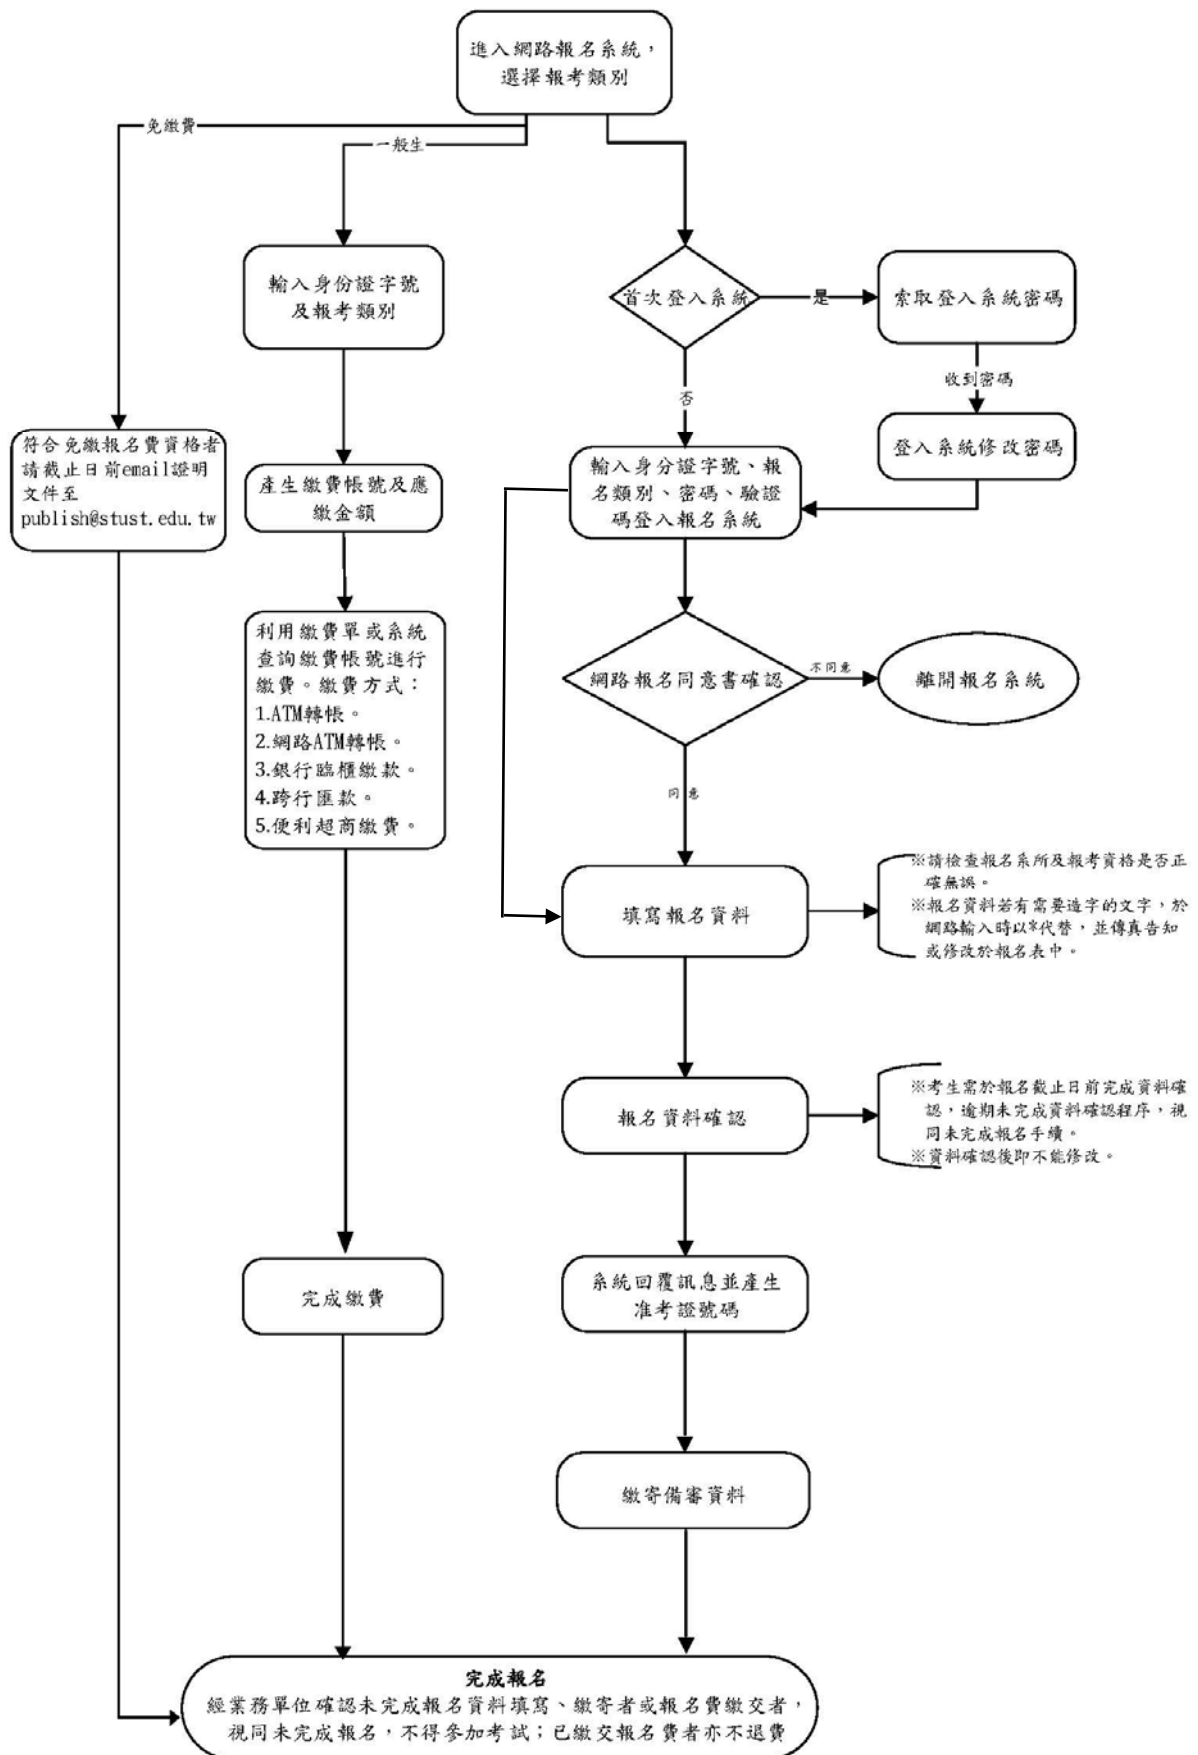 進入網路報名系統，
選擇報考類別
免繳費
一般生
輸入身份證字號
及報考類別
首次登入系統
是
索取登入系統密碼
收到密碼
否
登入系統修改密碼
符合免繳報名費資格者
請截止日前email證明
文件至
publish@stust.edu.tw
產生繳費帳號及應
繳金額
輸入身分證字號、報
名類別、密碼、驗證
碼登入報名系統
利用繳費單或系統
查詢繳費帳號進行
繳費。繳費方式：
1.ATM轉帳。
2.網路ATM轉帳。
3.銀行臨櫃繳款。
4.跨行匯款。
5.便利超商繳費。
網路報名同意書確認
不同意
離開報名系統
同意
填寫報名資料
※請檢查報名系所及報考資格是否正
確無誤。
※報名資料若有需要造字的文字，於
網路輸入時以*代替，並傳真告知
或修改於報名表中。
報名資料確認
※考生需於報名截止日前完成資料確
認，逾期未完成資料確認程序，視
同未完成報名手續。
※資料確認後即不能修改。
完成繳費
系統回覆訊息並產生
准考證號碼
繳寄備審資料
完成報名
經業務單位確認未完成報名資料填寫、繳寄者或報名費繳交者，
視同未完成報名，不得參加考試；已繳交報名費者亦不退費